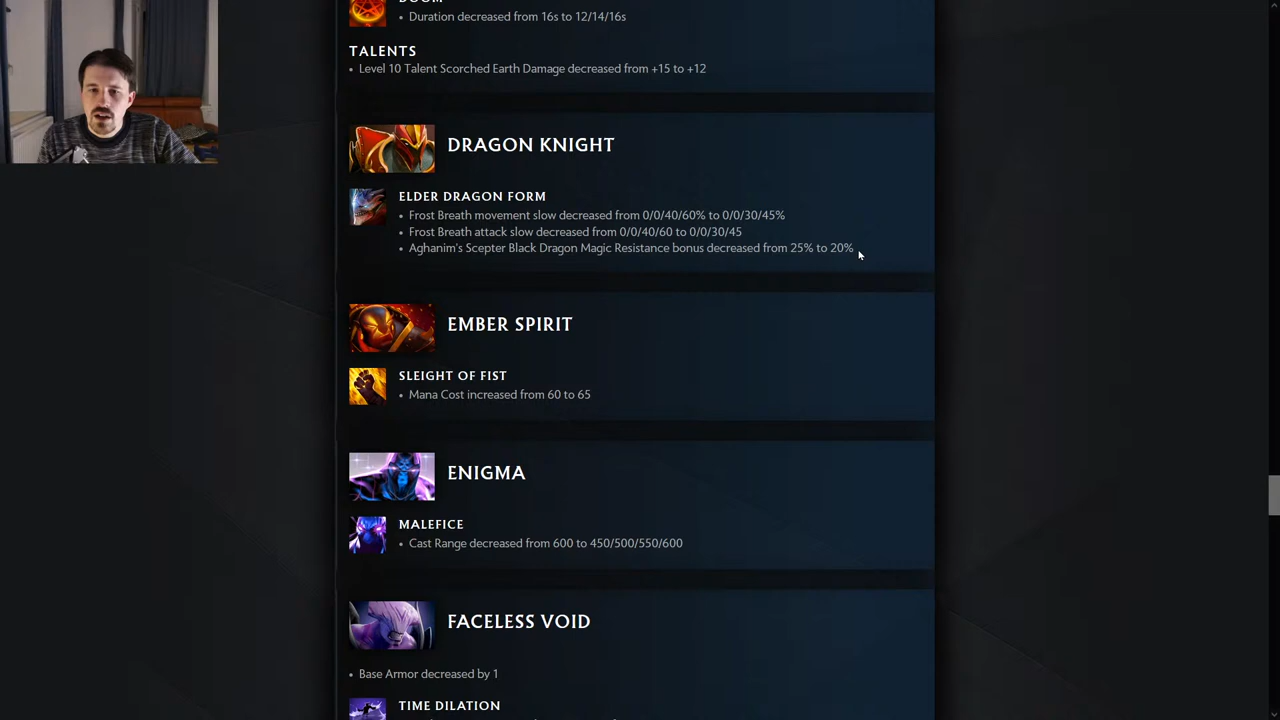 DOOM
• Duration decreased from 16s to 12/14/16s
TALENTS
• Level 10 Talent Scorched Earth Damage decreased from +15 to +12
DRAGON KNIGHT
ELDER DRAGON FORM
• Frost Breath movement slow decreased from 0/0/40/60% to 0/0/30/45%
• Frost Breath attack slow decreased from 0/0/40/60 to 0/0/30/45
• Aghanim's Scepter Black Dragon Magic Resistance bonus decreased from 25% to 20%
EMBER SPIRIT
SLEIGHT OF FIST
• Mana Cost increased from 60 to 65
ENIGMA
MALEFICE
• Cast Range decreased from 600 to 450/500/550/600
FACELESS VOID
• Base Armor decreased by 1
TIME DILATION